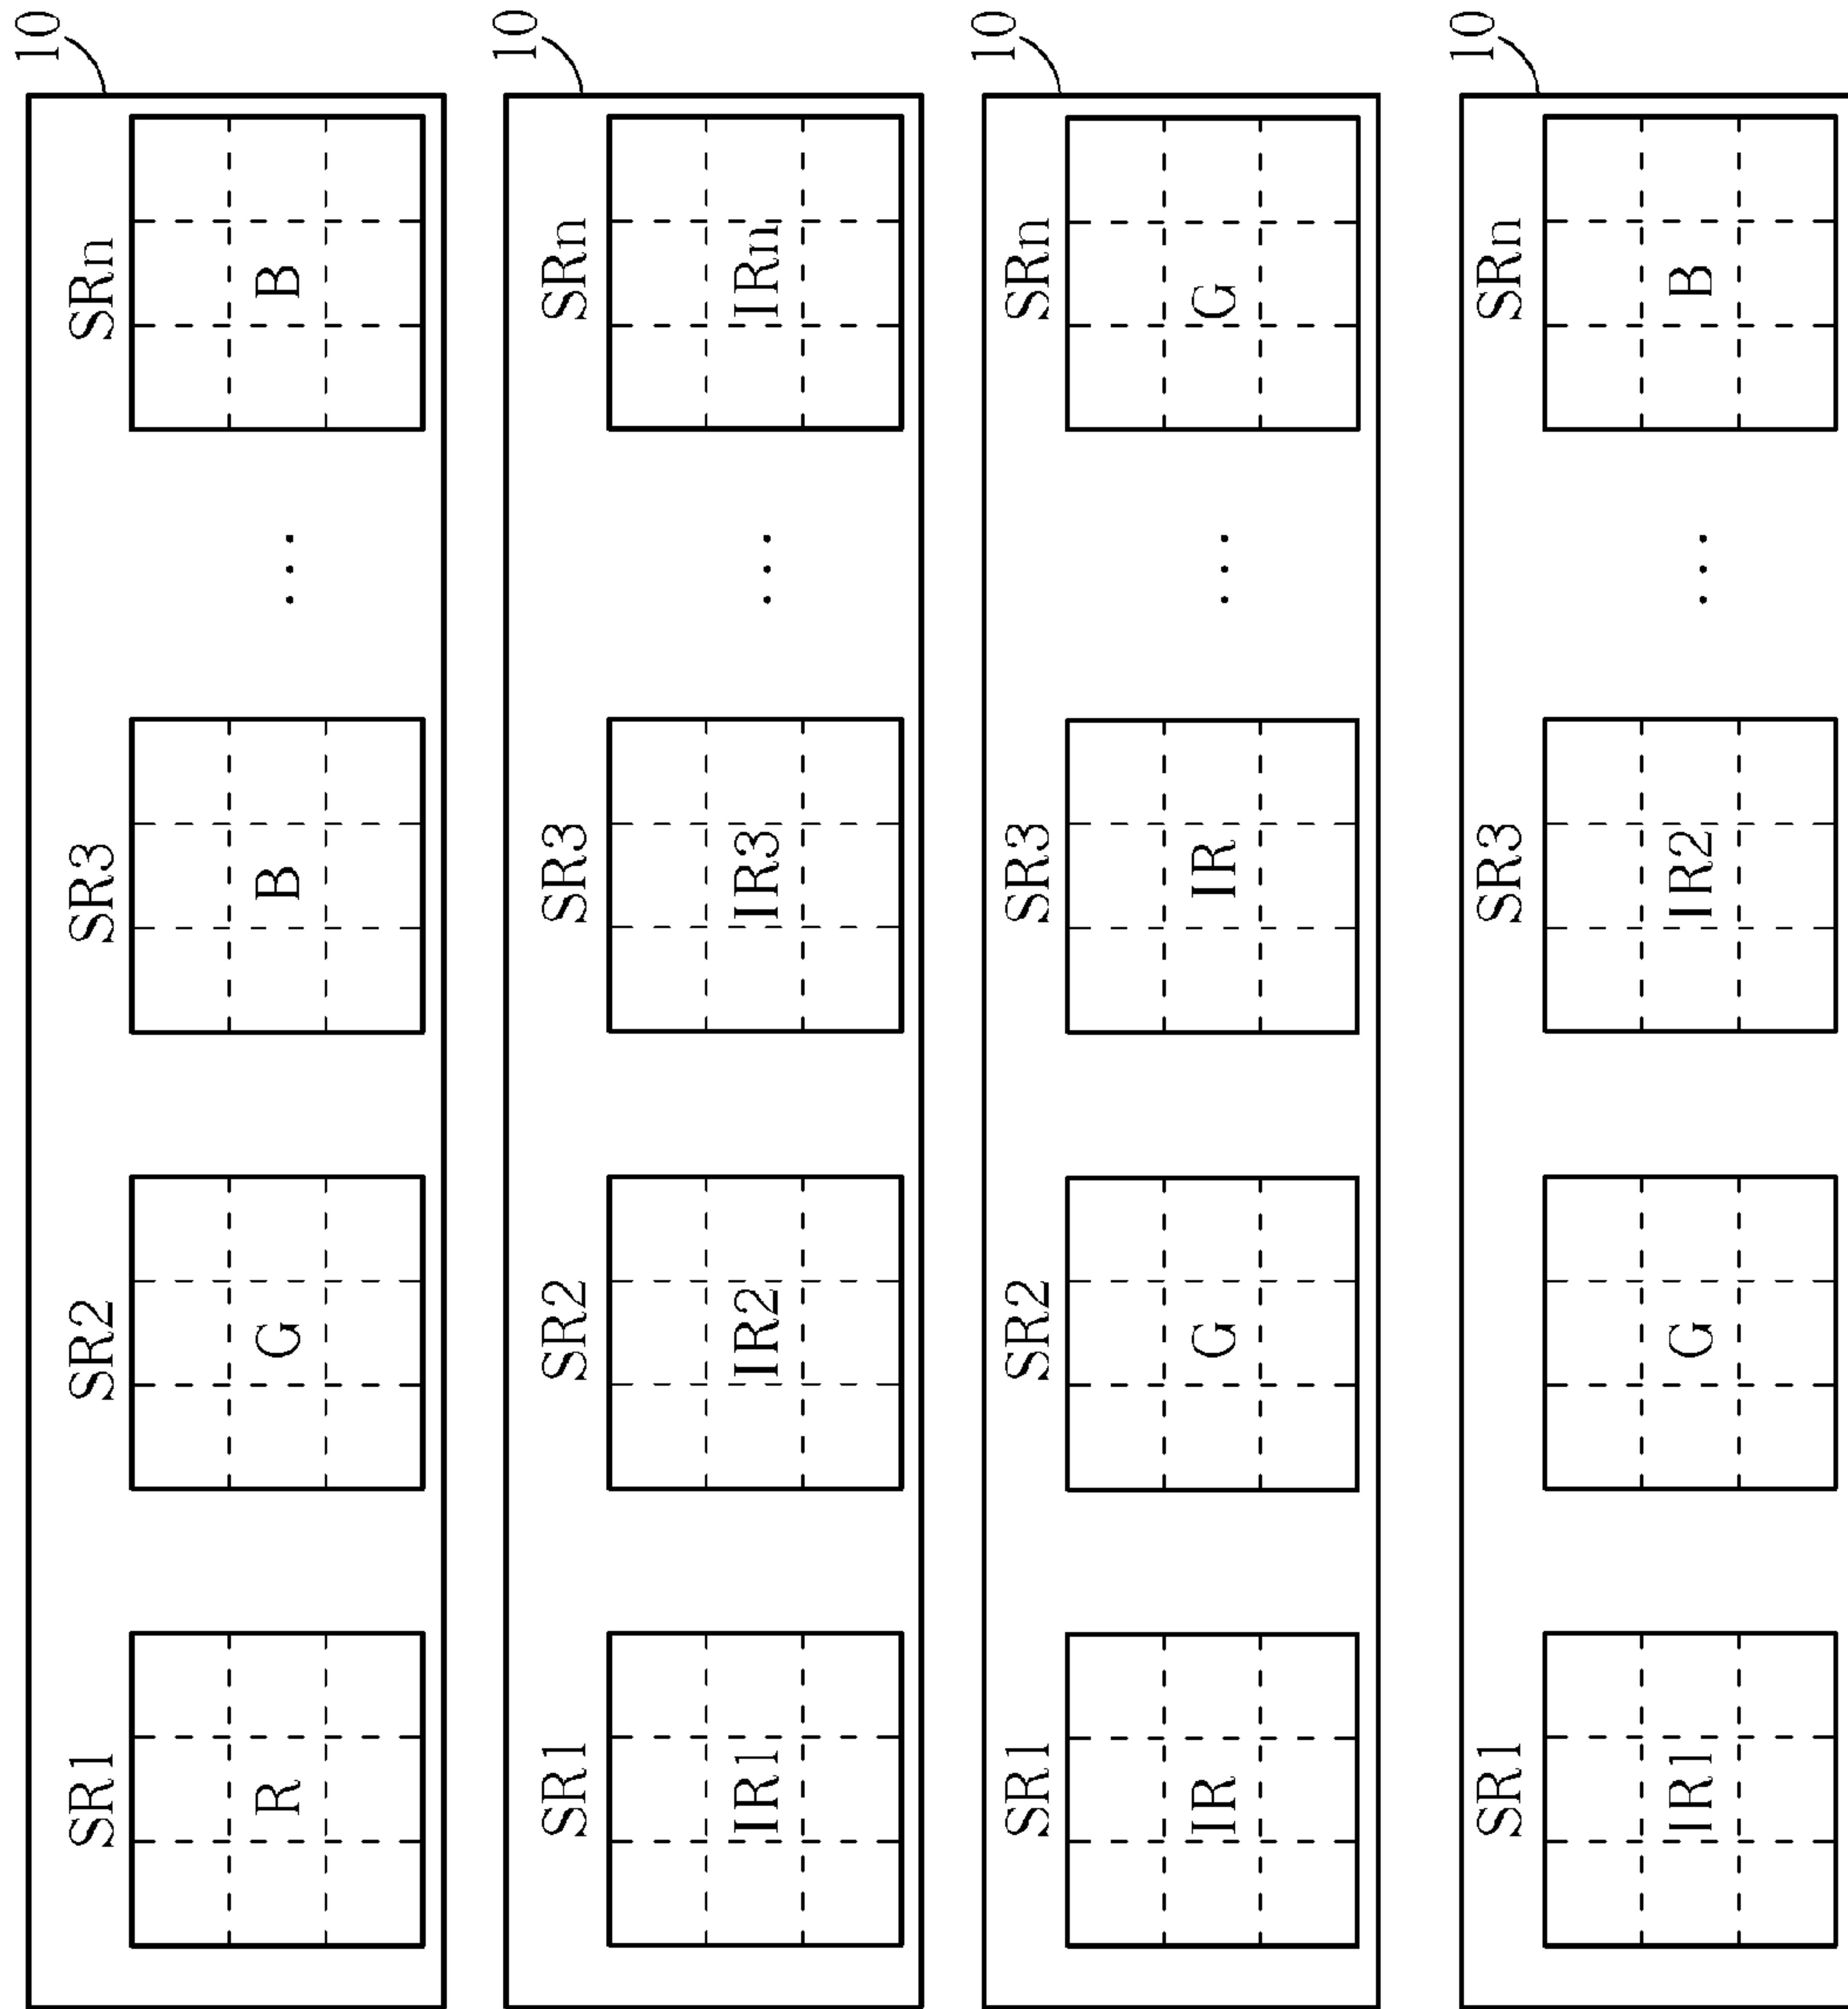 10
SR1 SR2 SR3 SRn
R G B ... B
10
SR1 SR2 SR3 SRn
IR1 IR2 IR3 ... IRn
10
SR1 SR2 SR3 SRn
IR G IR ... G
10
SR1 SR3 SRn
IR1 G IR2 ... B